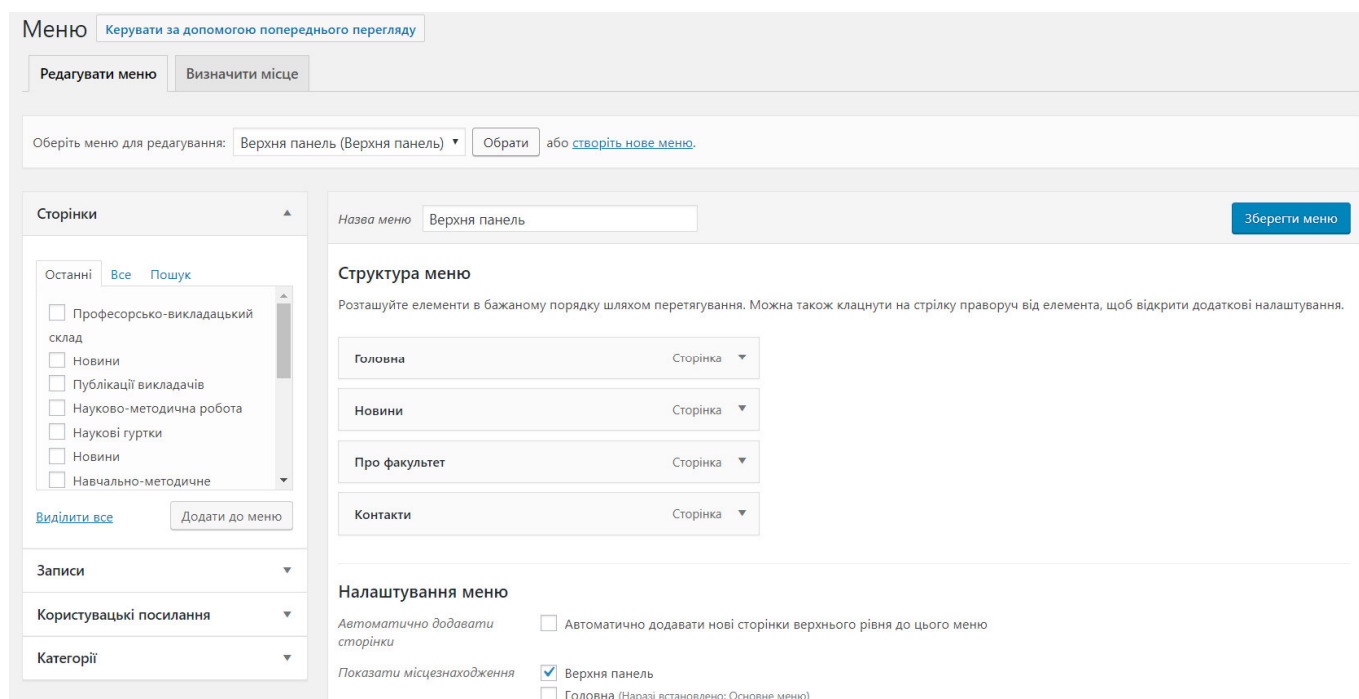 Меню Керувати за допомогою попереднього перегляду
Редагувати меню Визначити місце
Оберіть меню для редагування: Верхня панель (Верхня панель) Обрати або створіть нове меню.
Сторінки
Останні Все Пошук
Професорсько-викладацький
склад
Новини
Публікації викладачів
Науково-методична робота
Наукові гуртки
Новини
Навчально-методичне
Виділити все Додати до меню
Записи
Користувацькі посилання
Категорії
Назва меню Верхня панель Зберегти меню
Структура меню
Розташуйте елементи в бажаному порядку шляхом перетягування. Можна також клацнути на стрілку праворуч від елемента, щоб відкрити додаткові налаштування.
Головна Сторінка
Новини Сторінка
Про факультет Сторінка
Контакти Сторінка
Налаштування меню
Автоматично додавати
сторінки
Автоматично додавати нові сторінки верхнього рівня до цього меню
Показати місцезнаходження Верхня панель
Головна (Наразі встановлено: Основне меню)